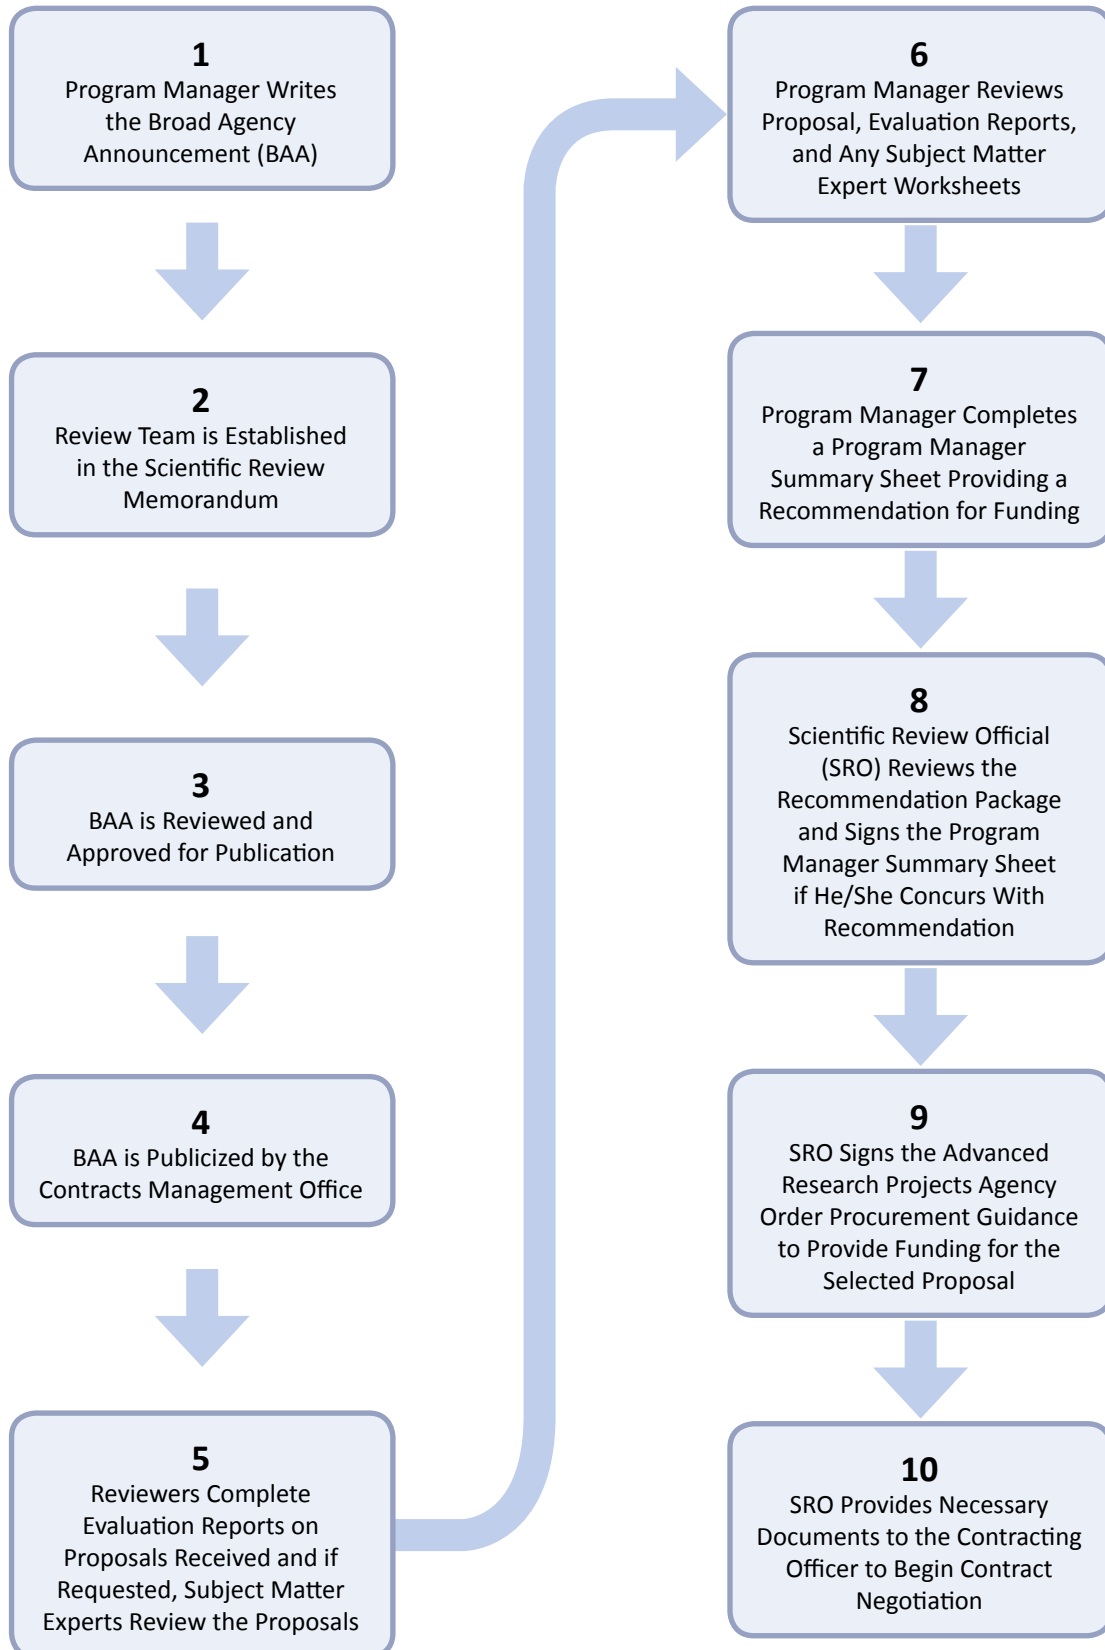 1
Program Manager Writes
the Broad Agency
Announcement (BAA)
2
Review Team is Established
in the Scientific Review
Memorandum
3
BAA is Reviewed and
Approved for Publication
4
BAA is Publicized by the
Contracts Management Office
5
Reviewers Complete
Evaluation Reports on
Proposals Received and if
Requested, Subject Matter
Experts Review the Proposals
6
Program Manager Reviews
Proposal, Evaluation Reports,
and Any Subject Matter
Expert Worksheets
7
Program Manager Completes
a Program Manager
Summary Sheet Providing a
Recommendation for Funding
8
Scientific Review Official
(SRO) Reviews the
Recommendation Package
and Signs the Program
Manager Summary Sheet
if He/She Concurs With
Recommendation
9
SRO Signs the Advanced
Research Projects Agency
Order Procurement Guidance
to Provide Funding for the
Selected Proposal
10
SRO Provides Necessary
Documents to the Contracting
Officer to Begin Contract
Negotiation